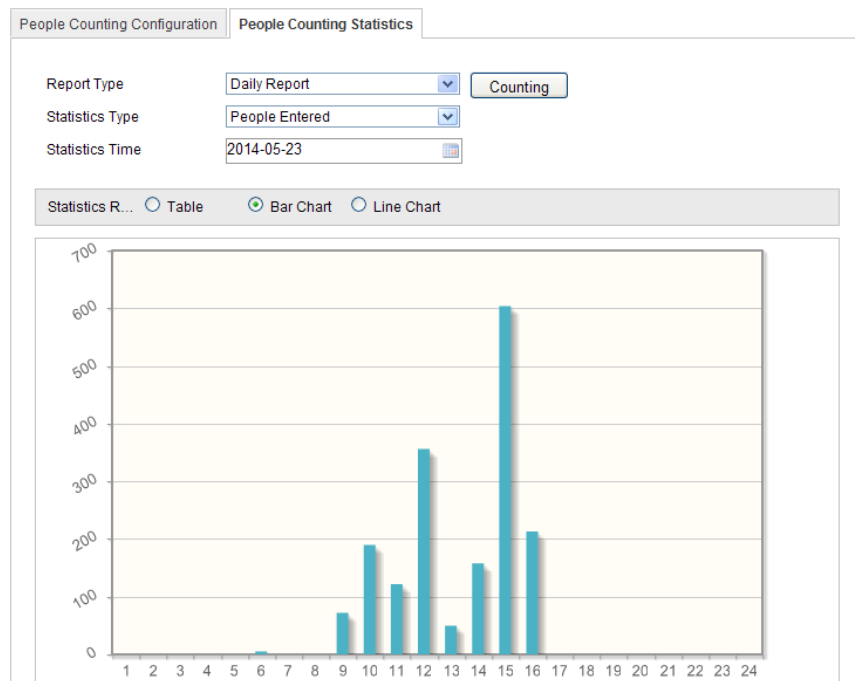 People Counting Configuration People Counting Statistics
Report Type Daily Report Counting
Statistics Type People Entered
Statistics Time 2014-05-23
Statistics R... Table Bar Chart Line Chart
700
600
500
400
300
200
100
0
1 2 3 4 5 6 7 8 9 10 11 12 13 14 15 16 17 18 19 20 21 22 23 24